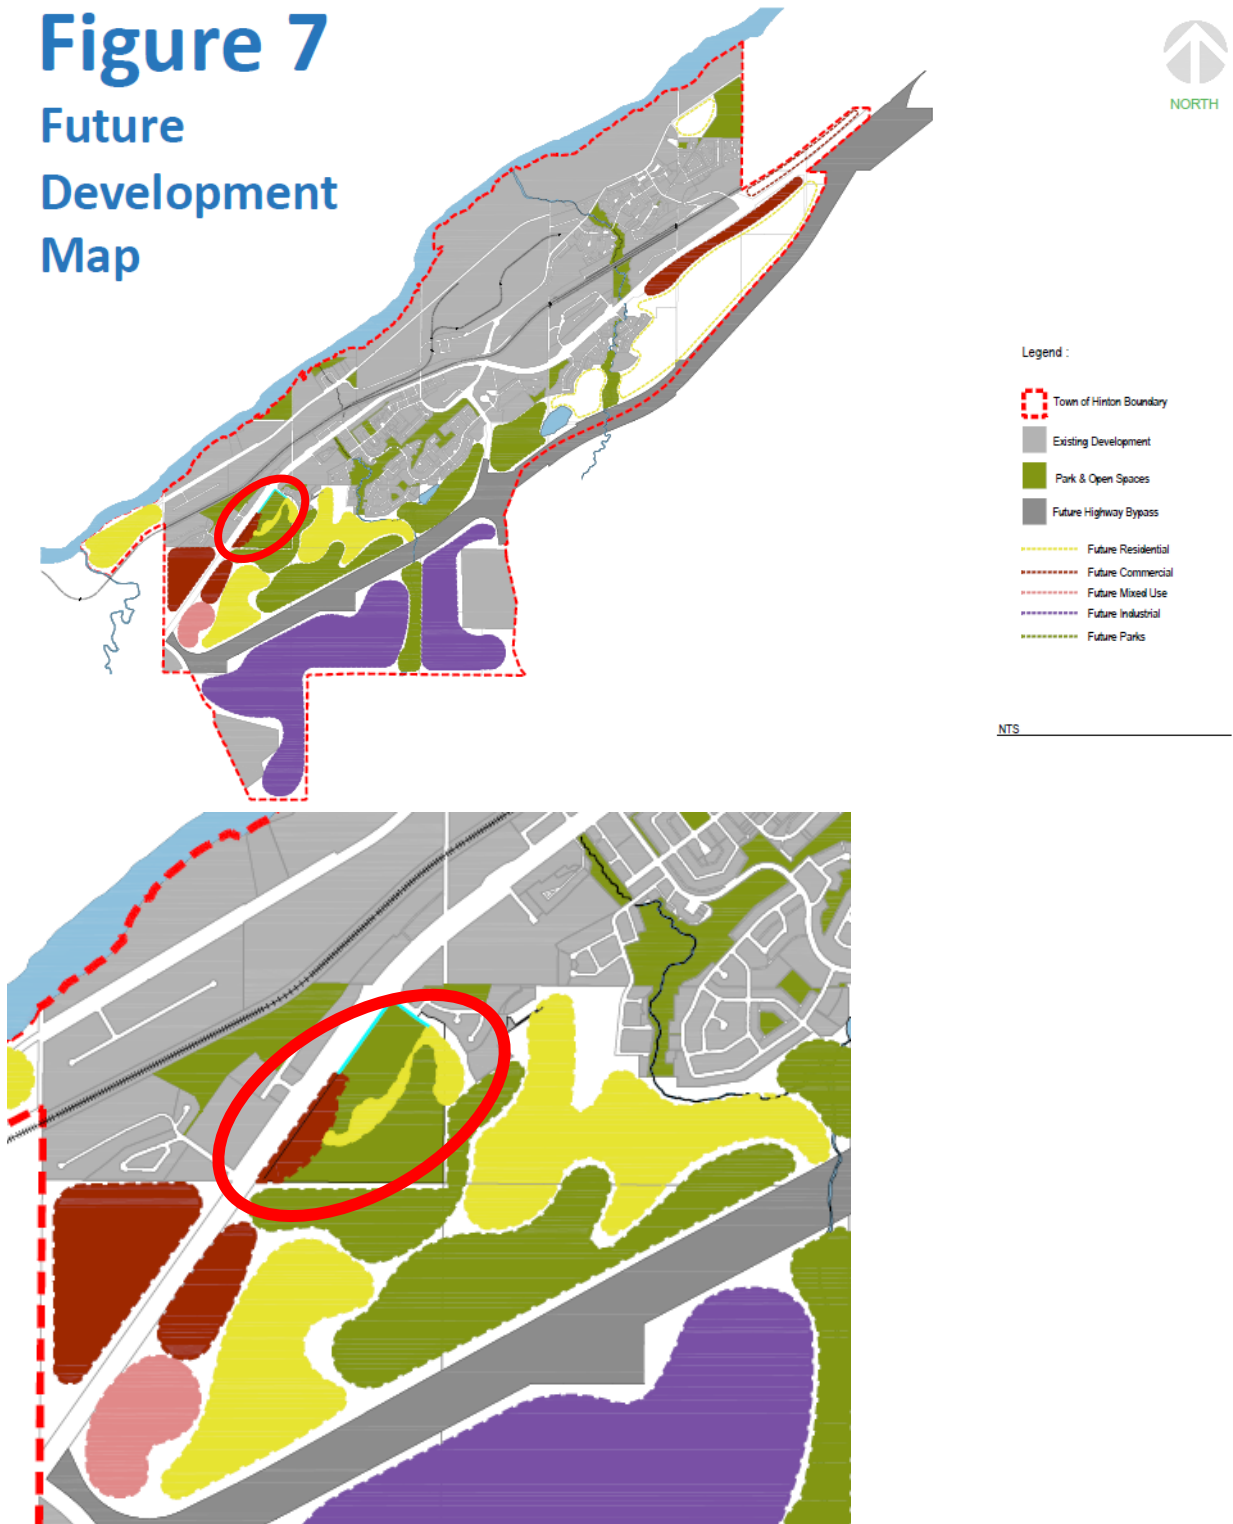 Figure 7
Future
Development
Map
NORTH
Legend :
Town of Hinton Boundary
Existing Development
Park & Open Spaces
Future Highway Bypass
Future Residential
Future Commercial
Future Mixed Use
Future Industrial
Future Parks
NTS